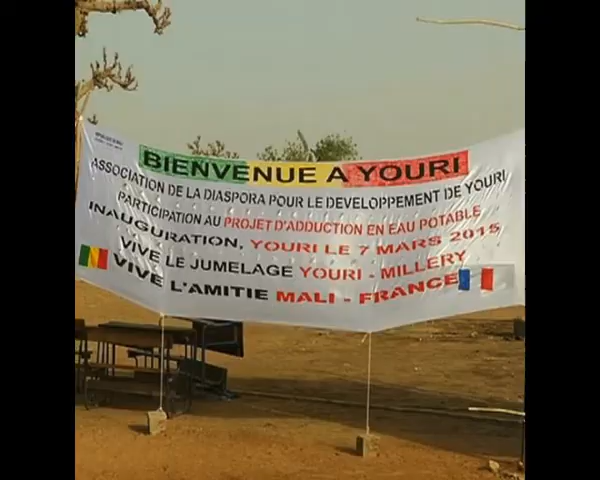 BIENVENUE A YOURI
ASSOCIATION DE LA DIASPORA POUR LE DEVELOPPEMENT DE YOURI
PARTICIPATION AU PROJET D'ADDUCTION EN EAU POTABLE
INAUGURATION, YOURI LE 7 MARS 2015
VIVE LE JUMELAGE YOURI - MILLERY
VIVE L'AMITIE MALI - FRANCE